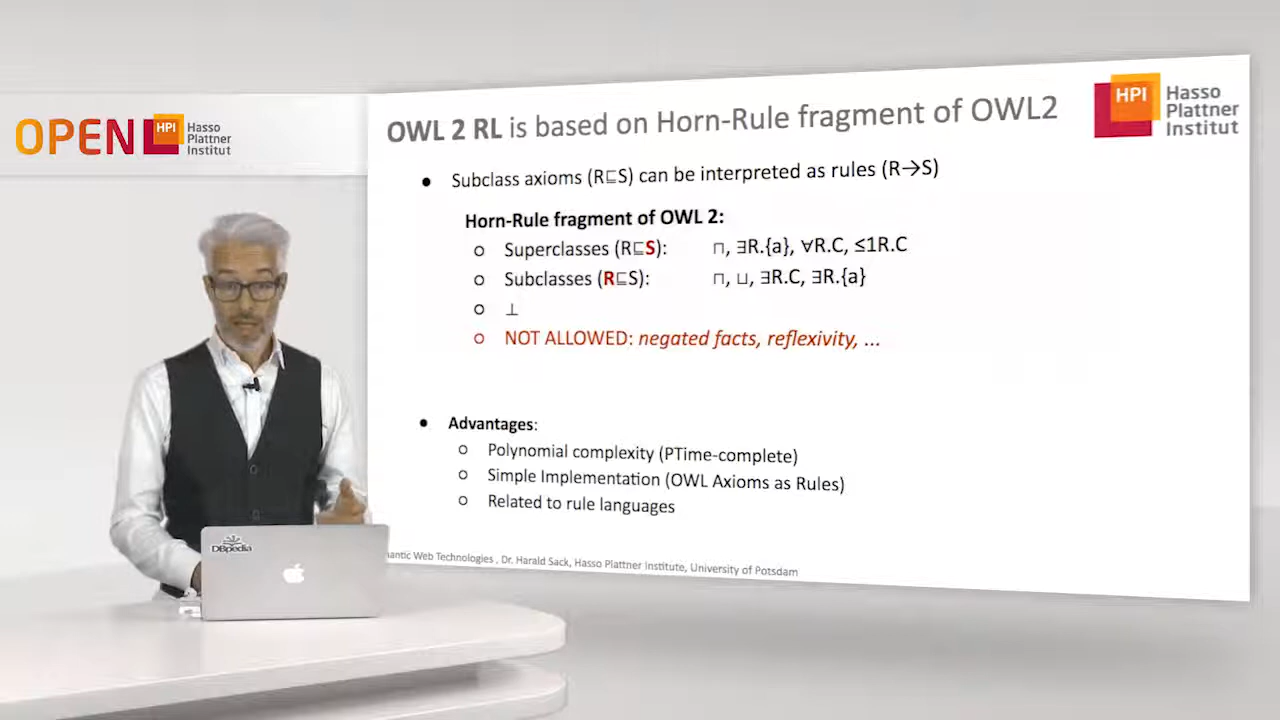 OPEN HPI Hasso
Plattner
Institut
OWL 2 RL is based on Horn-Rule fragment of OWL2
HPI Hasso
Plattner
Institut
● Subclass axioms (R⊑S) can be interpreted as rules (R→S)
Horn-Rule fragment of OWL 2:
○ Superclasses (R⊑S): ⊓, ∃R.{a}, ∀R.C, ≤1R.C
○ Subclasses (R⊑S): ⊓, ⊔, ∃R.C, ∃R.{a}
○ ⊥
○ NOT ALLOWED: negated facts, reflexivity, ...
● Advantages:
○ Polynomial complexity (PTime-complete)
○ Simple Implementation (OWL Axioms as Rules)
○ Related to rule languages
DBpedia
antic Web Technologies , Dr. Harald Sack, Hasso Plattner Institute, University of Potsdam